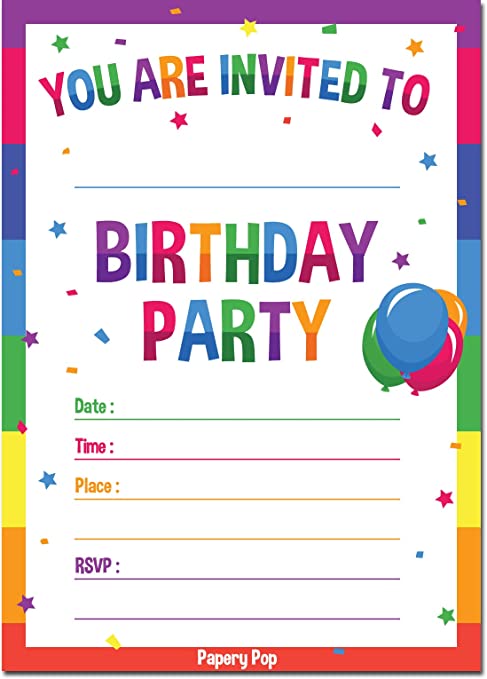 YOU ARE INVITED TO
BIRTHDAY
PARTY
Date :
Time :
Place :
RSVP :
Papery Pop